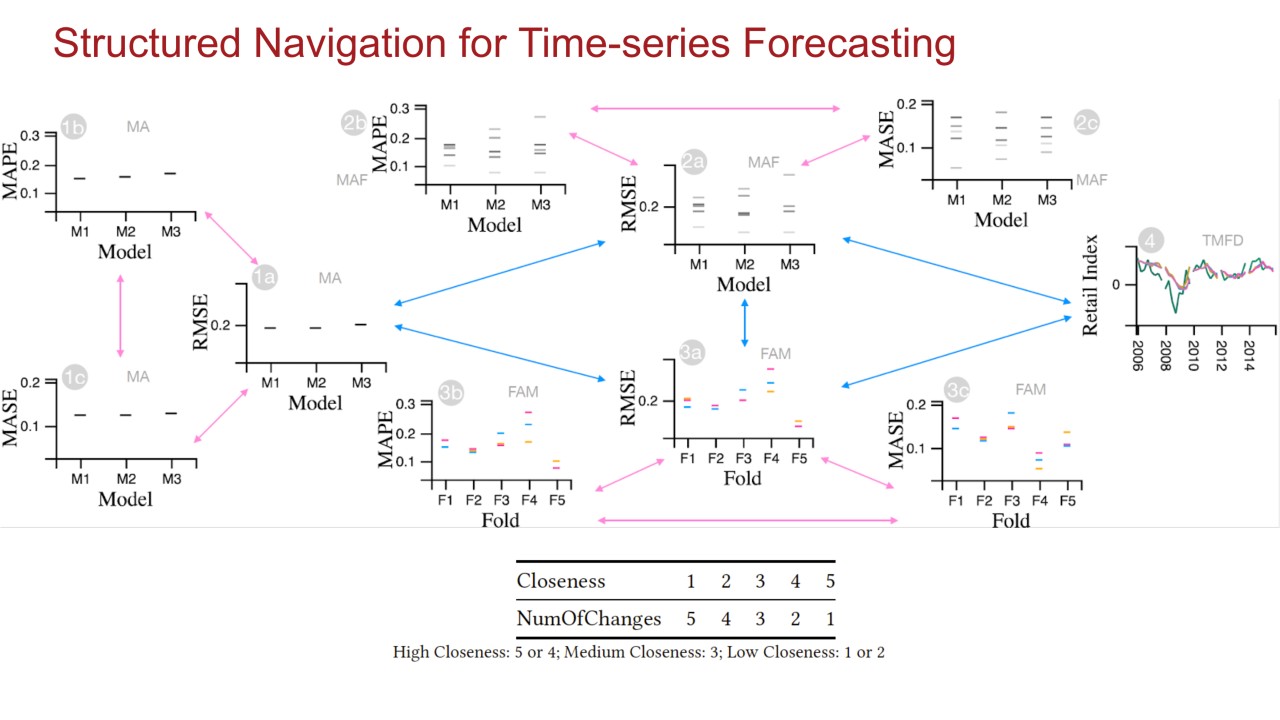 Structured Navigation for Time-series Forecasting
1b
MA
MAPE
0.3
0.2
0.1
M1 M2 M3
Model
2b
MAF
MAPE
0.3
0.2
0.1
M1 M2 M3
Model
2a
MAF
RMSE
0.2
M1 M2 M3
Model
2c
MAF
MASE
0.2
0.1
M1 M2 M3
Model
1a
MA
RMSE
0.2
M1 M2 M3
Model
4
TMFD
Retail Index
0
2006 2008 2010 2012 2014
1c
MA
MASE
0.2
0.1
M1 M2 M3
Model
3b
FAM
MAPE
0.3
0.2
0.1
F1 F2 F3 F4 F5
Fold
3a
FAM
RMSE
0.2
F1 F2 F3 F4 F5
Fold
3c
FAM
MASE
0.2
0.1
F1 F2 F3 F4 F5
Fold
Closeness 1 2 3 4 5
NumOfChanges 5 4 3 2 1
High Closeness: 5 or 4; Medium Closeness: 3; Low Closeness: 1 or 2